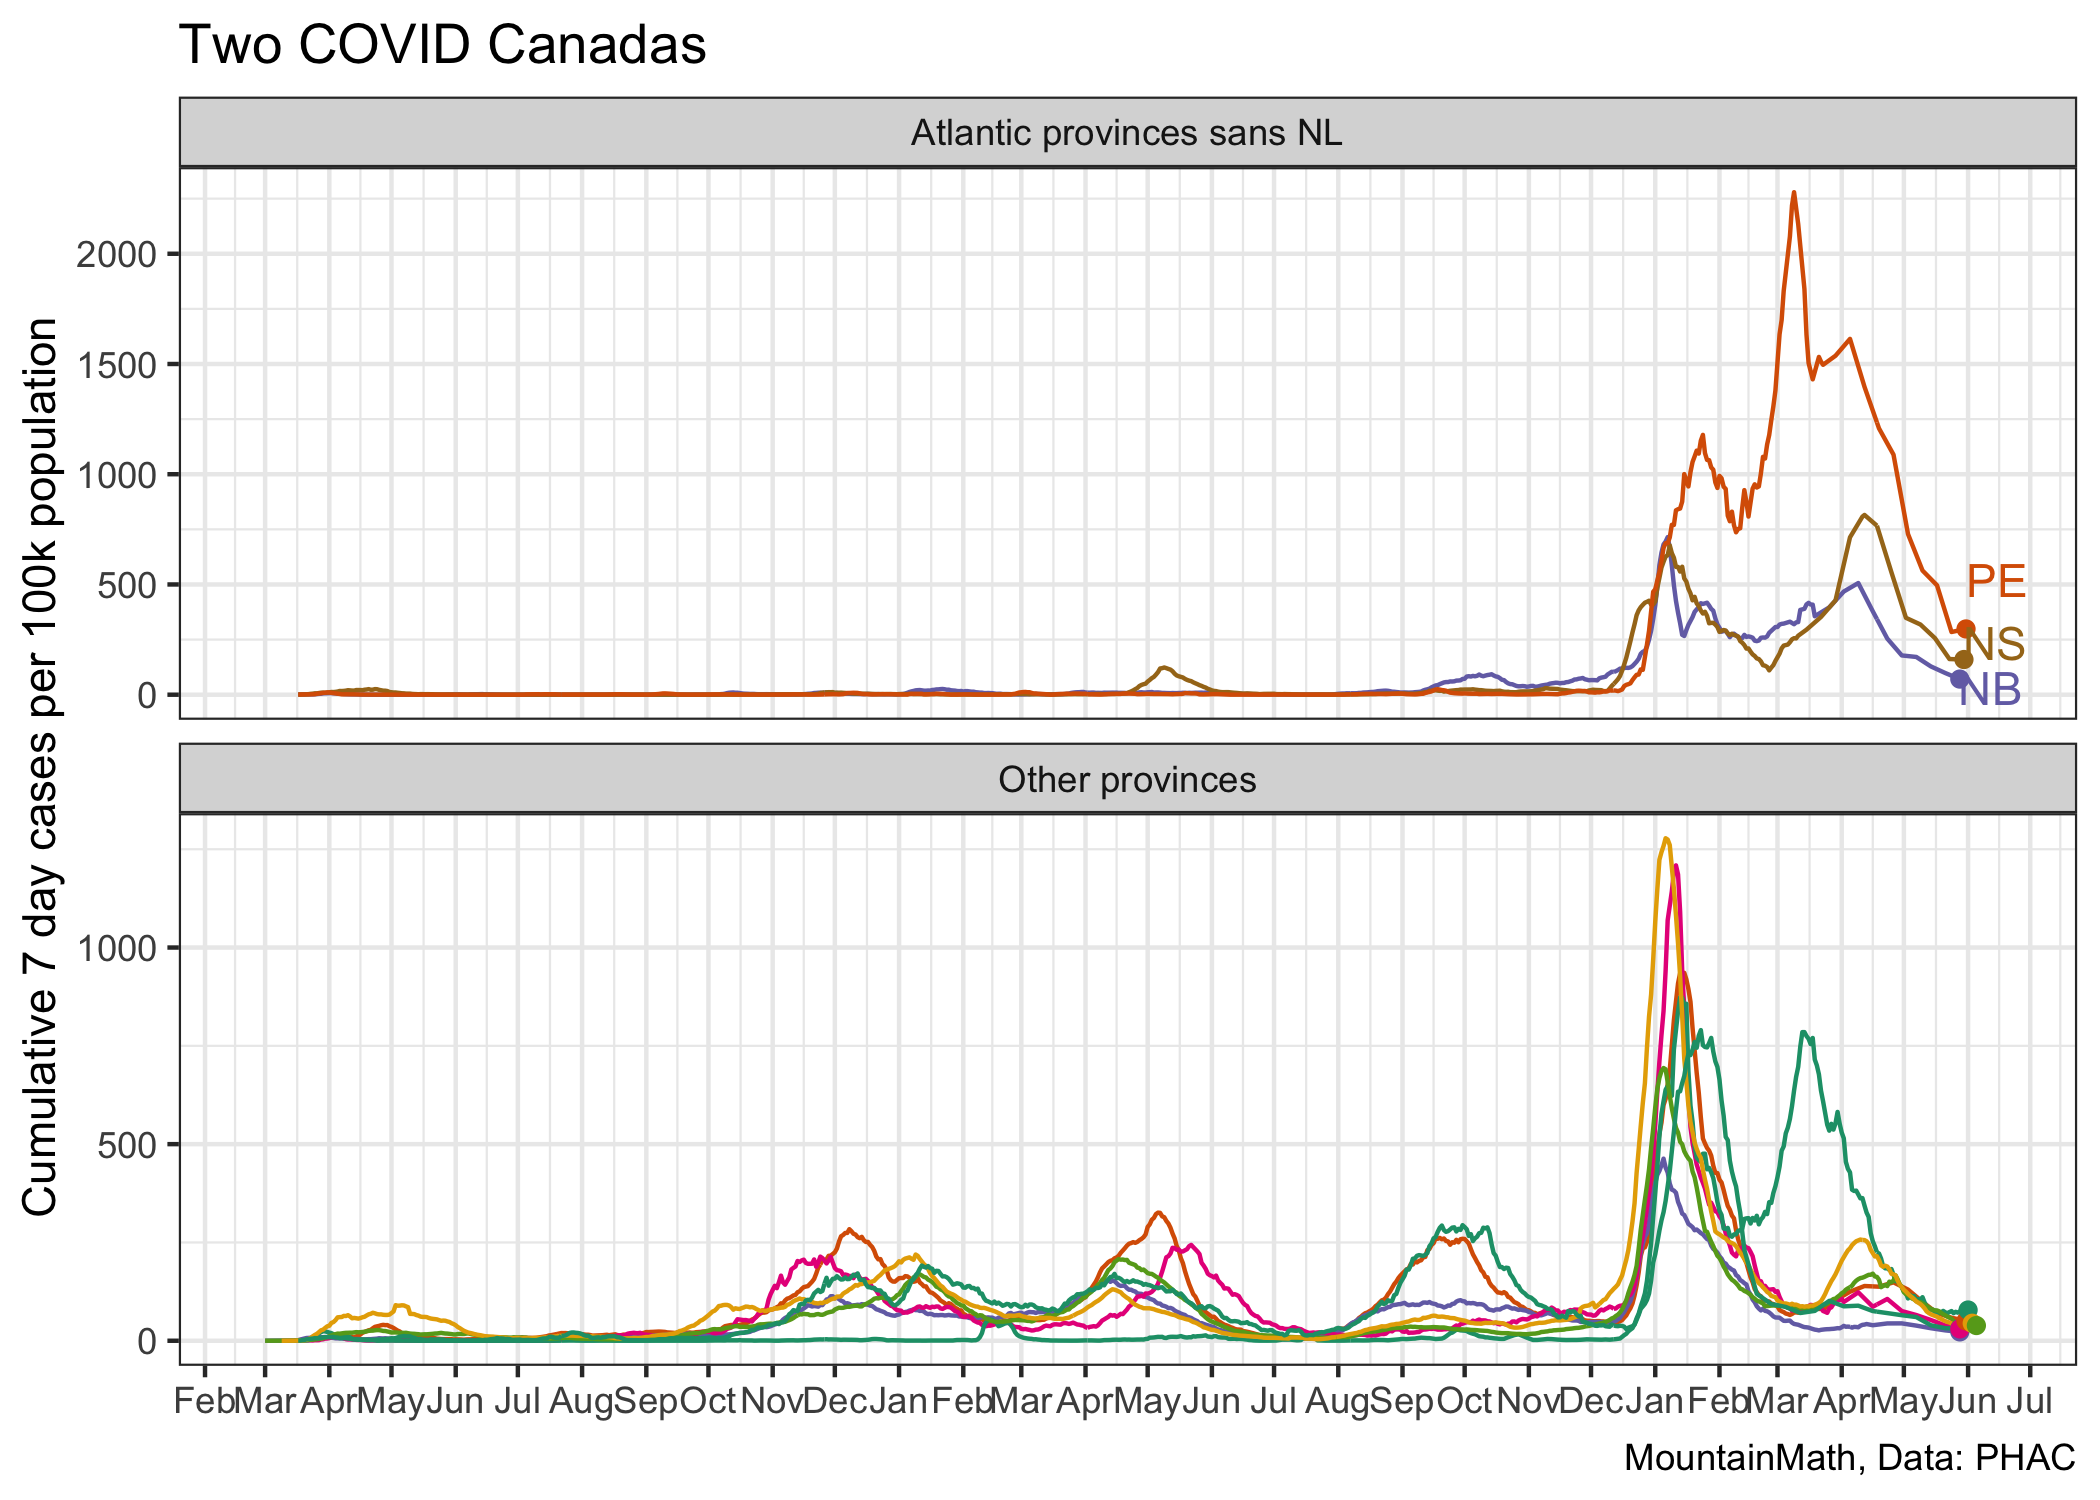 Two COVID Canadas
Atlantic provinces sans NL
Cumulative 7 day cases per 100k population
2000
1500
1000
500
0
PE
NS
NB
Other provinces
1000
500
0
Feb Mar Apr May Jun Jul Aug Sep Oct Nov Dec Jan Feb Mar Apr May Jun Jul Aug Sep Oct Nov Dec Jan Feb Mar Apr May Jun Jul
MountainMath, Data: PHAC